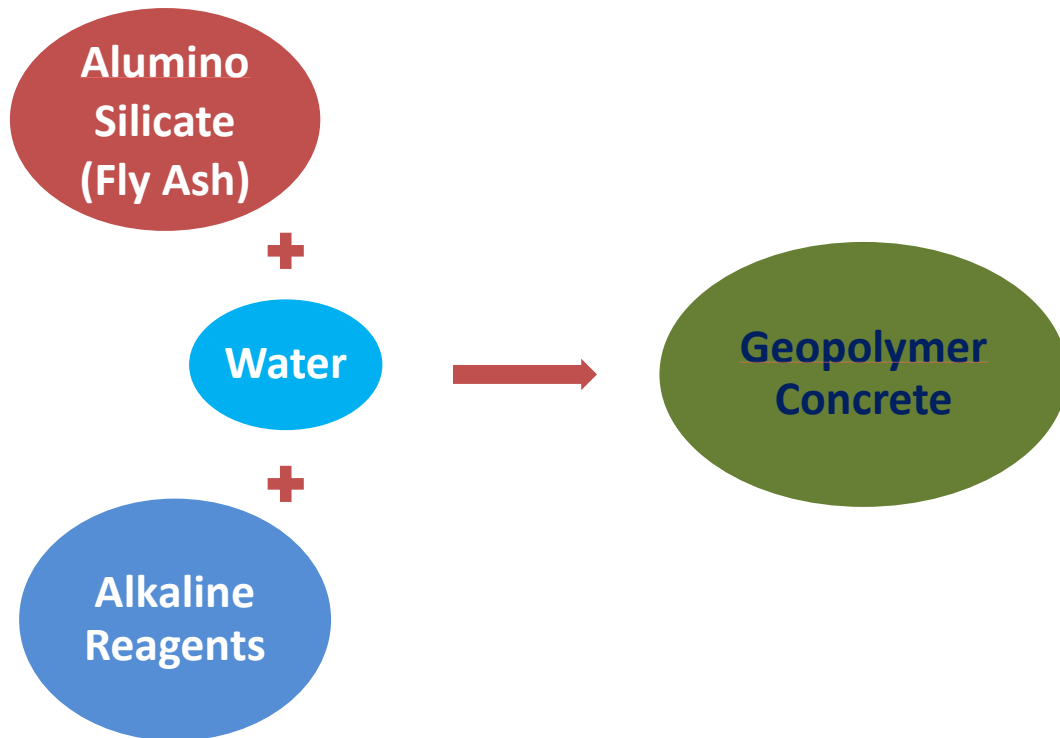 Alumino
Silicate
(Fly Ash)
+
Water
+
Alkaline
Reagents
Geopolymer
Concrete